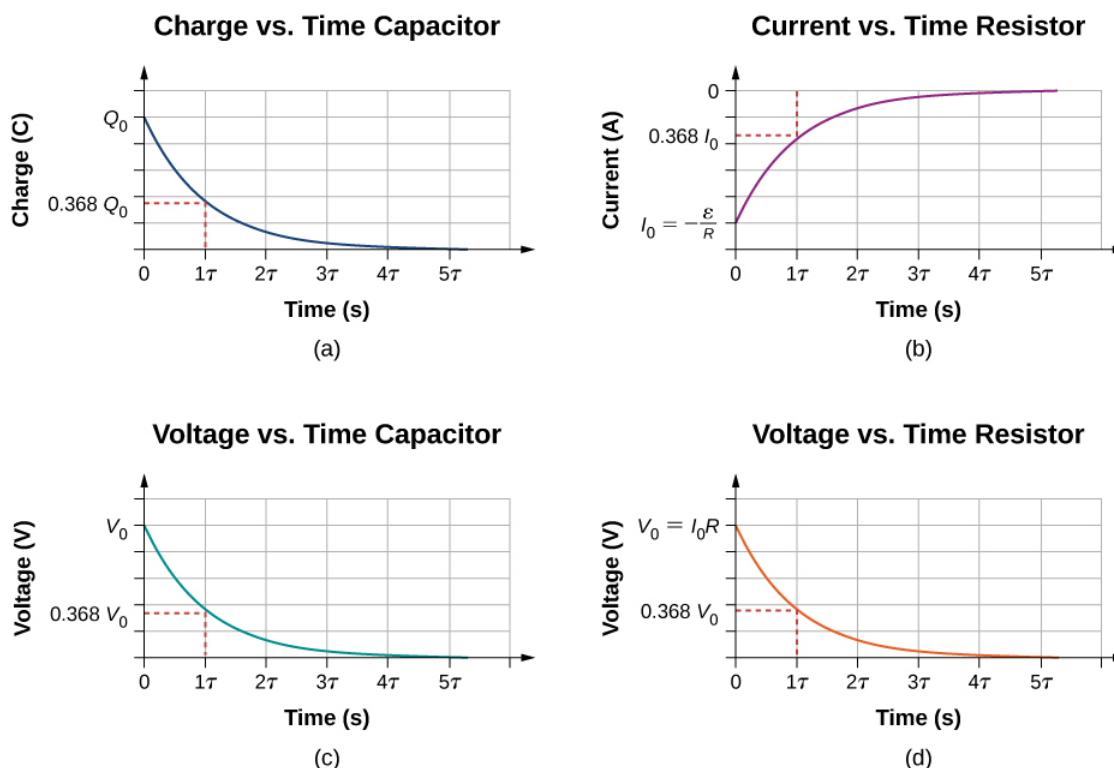 Charge vs. Time Capacitor
Charge (C)
Q₀
0.368 Q₀
0 1τ 2τ 3τ 4τ 5τ
Time (s)
(a)
Current vs. Time Resistor
Current (A)
0
0.368 I₀
I₀ = −ε/R
0 1τ 2τ 3τ 4τ 5τ
Time (s)
(b)
Voltage vs. Time Capacitor
Voltage (V)
V₀
0.368 V₀
0 1τ 2τ 3τ 4τ 5τ
Time (s)
(c)
Voltage vs. Time Resistor
Voltage (V)
V₀ = I₀R
0.368 V₀
0 1τ 2τ 3τ 4τ 5τ
Time (s)
(d)